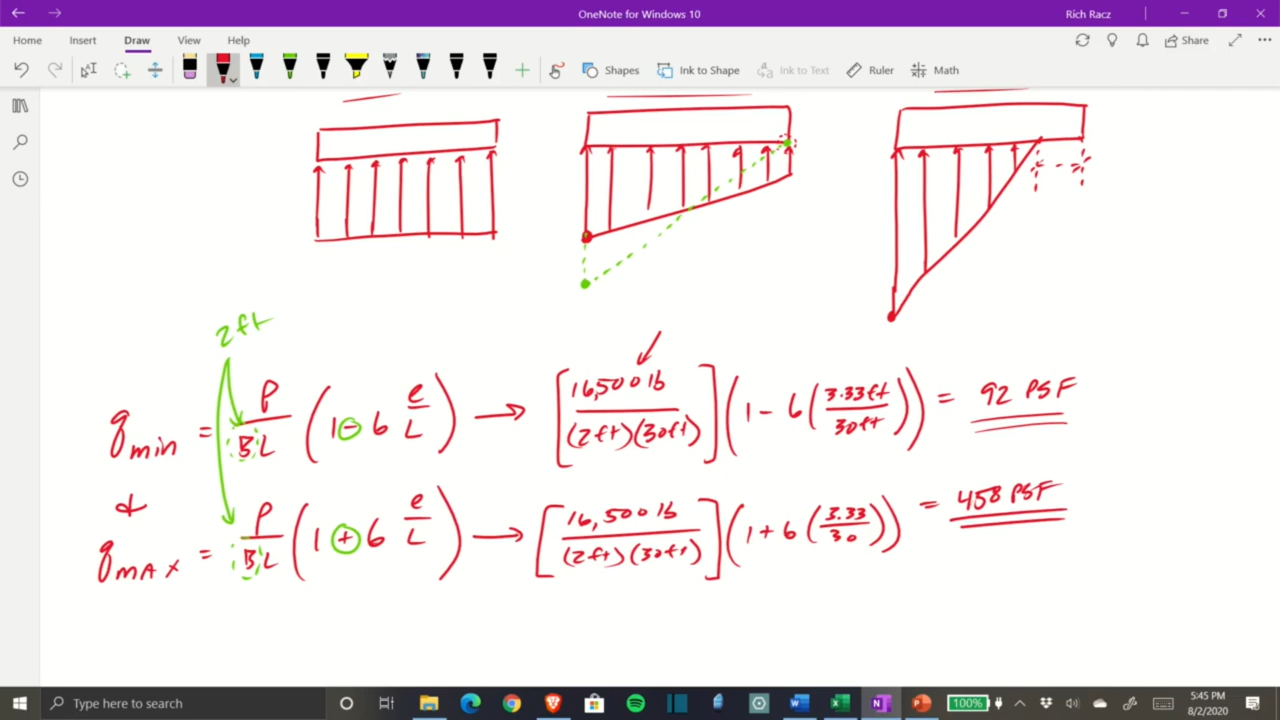 OneNote for Windows 10
Rich Racz
Home Insert Draw View Help
Share
Shapes Ink to Shape Ink to Text Ruler Math
2ft
qmin = P/BL (1 - 6 e/L) → [16,500 lb/(2ft)(30ft)] (1 - 6 (3.33ft/30ft)) = 92 PSF
&
qMAX = P/BL (1 + 6 e/L) → [16,500 lb/(2ft)(30ft)] (1 + 6 (3.33/30)) = 458 PSF
Type here to search
100%
5:45 PM
8/2/2020